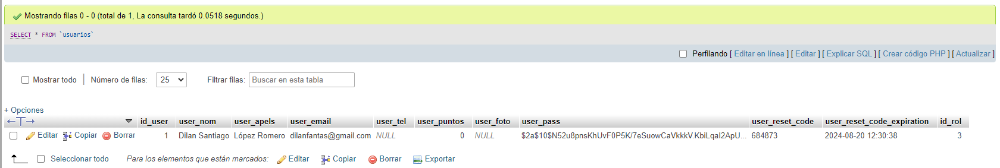 Mostrando filas 0 - 0 (total de 1, La consulta tardó 0.0518 segundos.)
SELECT * FROM `usuarios`
Perfilando [ Editar en línea ] [ Editar ] [ Explicar SQL ] [ Crear código PHP ] [ Actualizar ]
Mostrar todo | Número de filas: 25 Filtrar filas: Buscar en esta tabla
+ Opciones
←T→ id_user user_nom user_apels user_email user_tel user_puntos user_foto user_pass user_reset_code user_reset_code_expiration id_rol
Editar Copiar Borrar 1 Dilan Santiago López Romero dilanfantas@gmail.com NULL 0 NULL $2a$10$N52u8pnsKhUvF0P5K/7eSuowCaVkkkV.KbiLqaI2ApU... 684873 2024-08-20 12:30:38 3
Seleccionar todo Para los elementos que están marcados: Editar Copiar Borrar Exportar